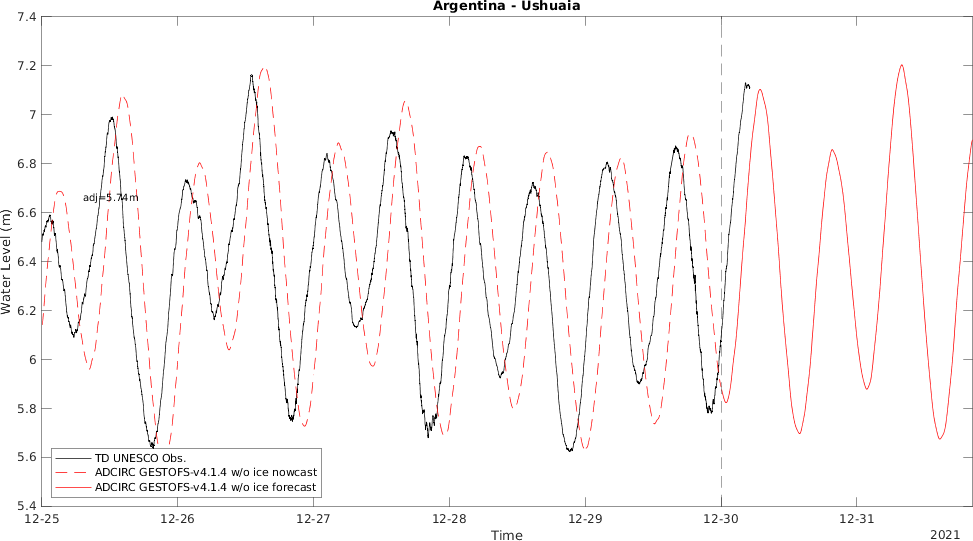 Argentina - Ushuaia
7.4
7.2
7
6.8
6.6
6.4
6.2
6
5.8
5.6
5.4
Water Level (m)
adj=5.74m
TD UNESCO Obs.
ADCIRC GESTOFS-v4.1.4 w/o ice nowcast
ADCIRC GESTOFS-v4.1.4 w/o ice forecast
12-25
12-26
12-27
12-28
12-29
12-30
12-31
Time
2021